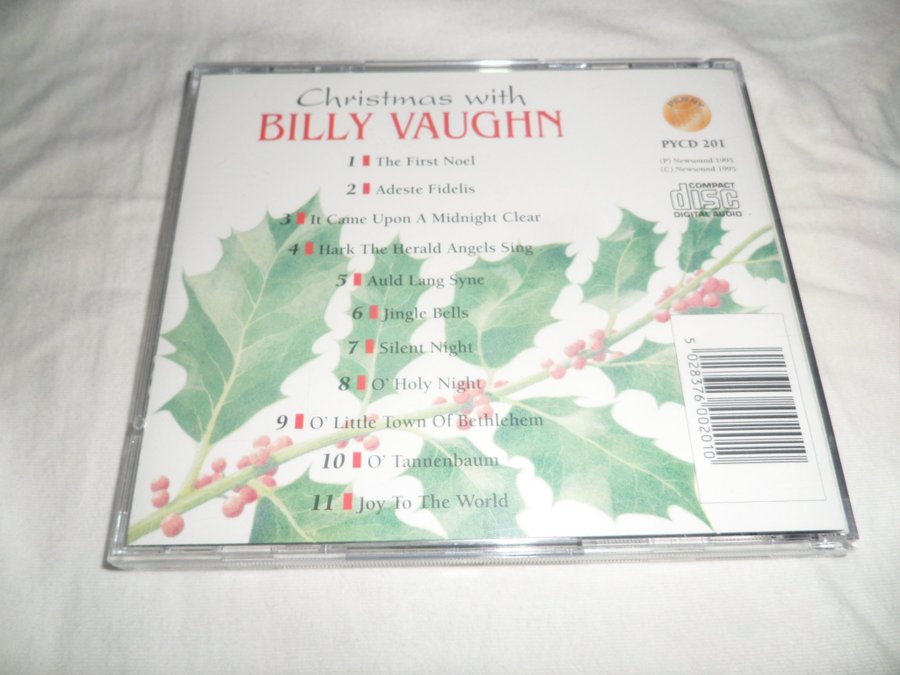 Christmas with
BILLY VAUGHN
1 The First Noel
2 Adeste Fidelis
3 It Came Upon A Midnight Clear
4 Hark The Herald Angels Sing
5 Auld Lang Syne
6 Jingle Bells
7 Silent Night
8 O' Holy Night
9 O' Little Town Of Bethlehem
10 O' Tannenbaum
11 Joy To The World
PENNY
PYCD 201
(P) Newsound 1995
(C) Newsound 1995
COMPACT
disc
DIGITAL AUDIO
5 028376 002010